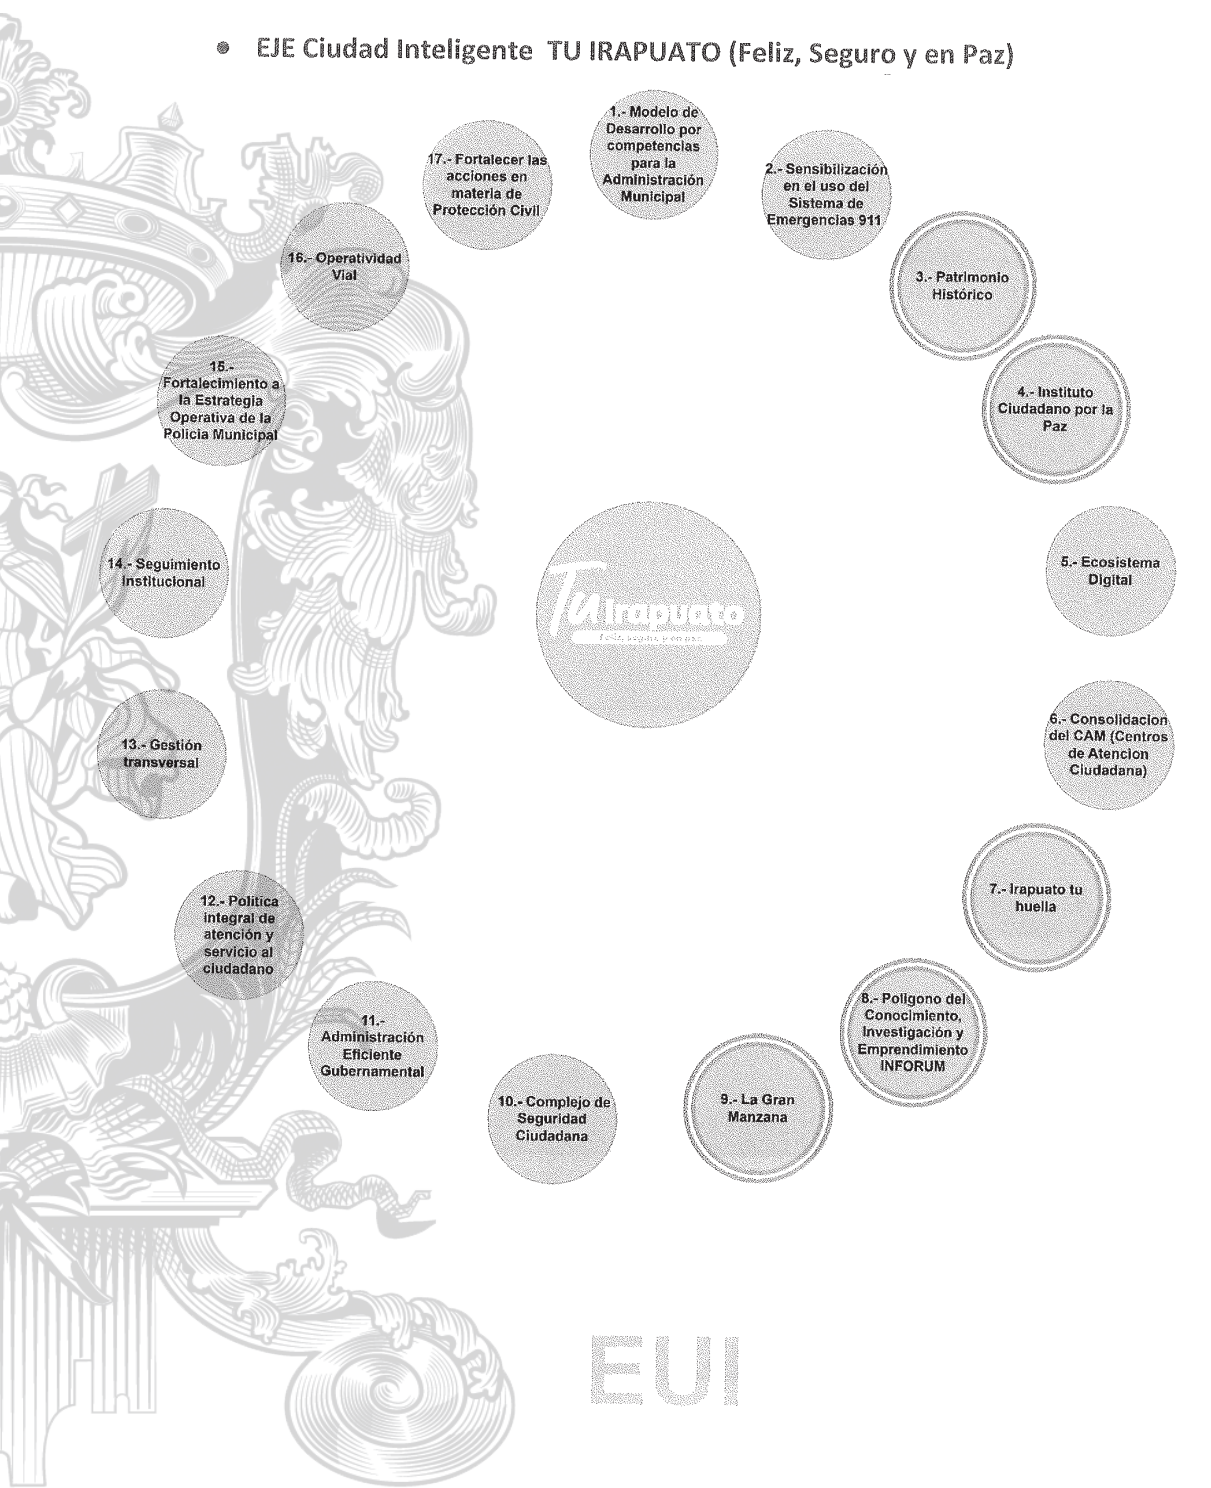 • EJE Ciudad Inteligente TU IRAPUATO (Feliz, Seguro y en Paz)
1.- Modelo de
Desarrollo por
competencias
para la
Administración
Municipal
2.- Sensibilización
en el uso del
Sistema de
Emergencias 911
3.- Patrimonio
Histórico
4.- Instituto
Ciudadano por la
Paz
5.- Ecosistema
Digital
6.- Consolidacion
del CAM (Centros
de Atencion
Ciudadana)
7.- Irapuato tu
huella
8.- Poligono del
Conocimiento,
Investigación y
Emprendimiento
INFORUM
9.- La Gran
Manzana
10.- Complejo de
Seguridad
Ciudadana
11.-
Administración
Eficiente
Gubernamental
12.- Política
integral de
atención y
servicio al
ciudadano
13.- Gestión
transversal
14.- Seguimiento
Institucional
15.-
Fortalecimiento a
la Estrategia
Operativa de la
Policia Municipal
16.- Operatividad
Vial
17.- Fortalecer las
acciones en
materia de
Protección Civil
Tu Irapuato
Feliz, seguro y en paz
EUI